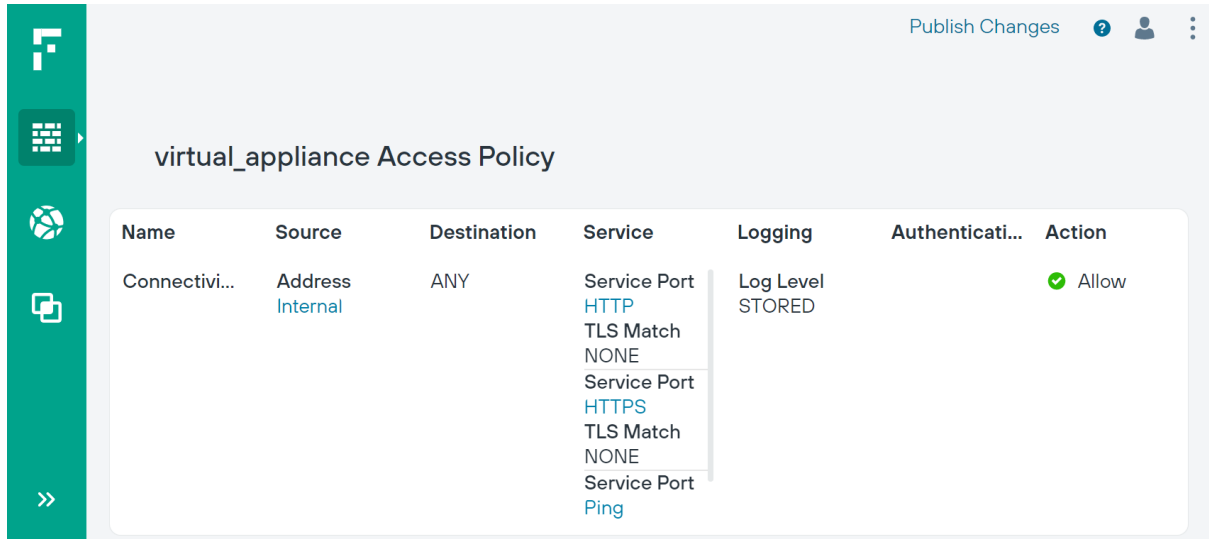 Publish Changes ?
virtual_appliance Access Policy
Name Source Destination Service Logging Authenticati... Action
Connectivi... Address ANY Service Port Log Level Allow
Internal HTTP STORED
TLS Match
NONE
Service Port
HTTPS
TLS Match
NONE
Service Port
Ping